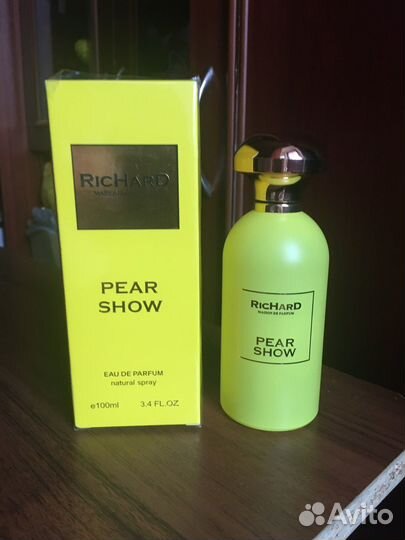 RicHarD
PEAR
SHOW
EAU DE PARFUM
natural spray
e100ml 3.4 FL.OZ
RicHarD
MAISON DE PARFUM
PEAR
SHOW
Avito